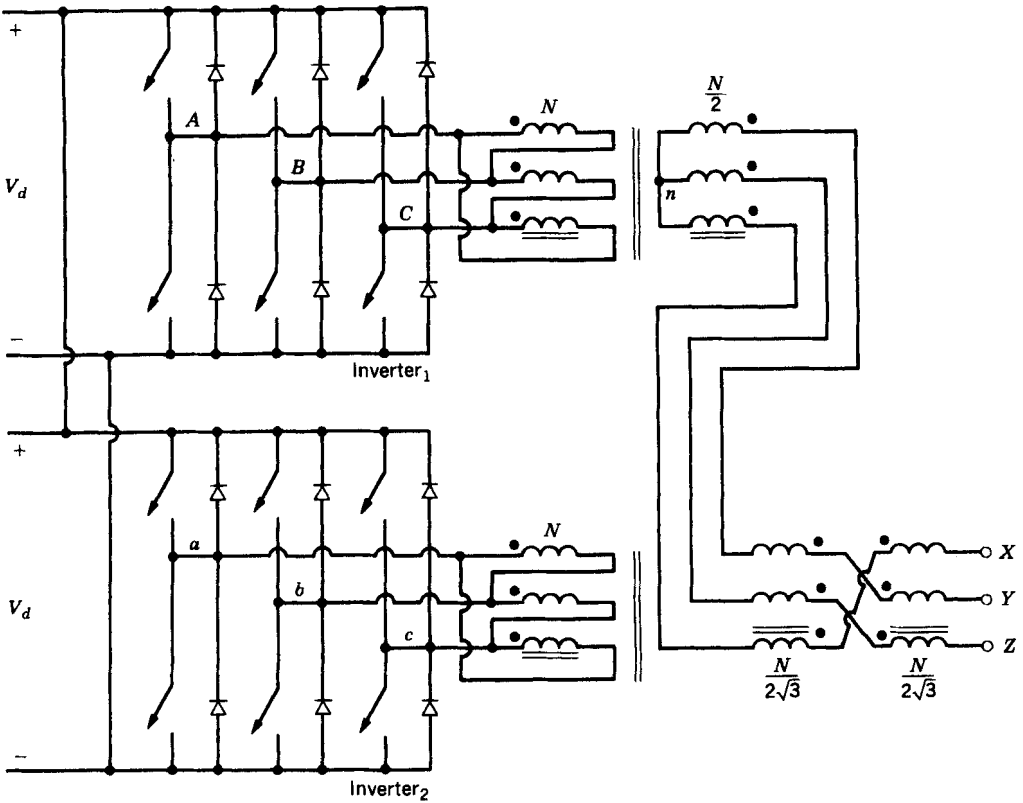 +
V_d
−
A
B
C
N
N/2
n
Inverter₁
+
V_d
−
a
b
c
N
X
Y
Z
N/2√3
N/2√3
Inverter₂